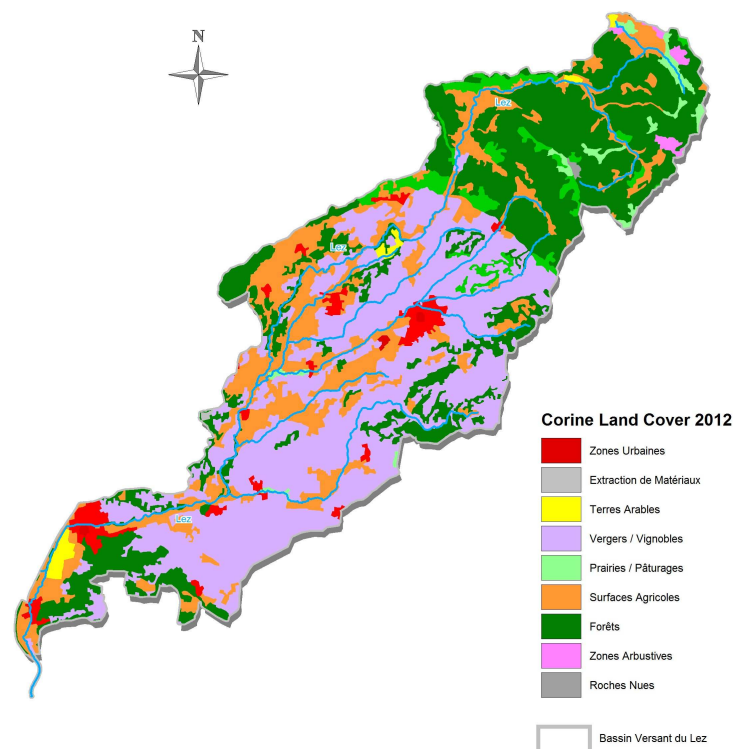 N
Lez
Lez
Lez
Corine Land Cover 2012
Zones Urbaines
Extraction de Matériaux
Terres Arables
Vergers / Vignobles
Prairies / Pâturages
Surfaces Agricoles
Forêts
Zones Arbustives
Roches Nues
Bassin Versant du Lez